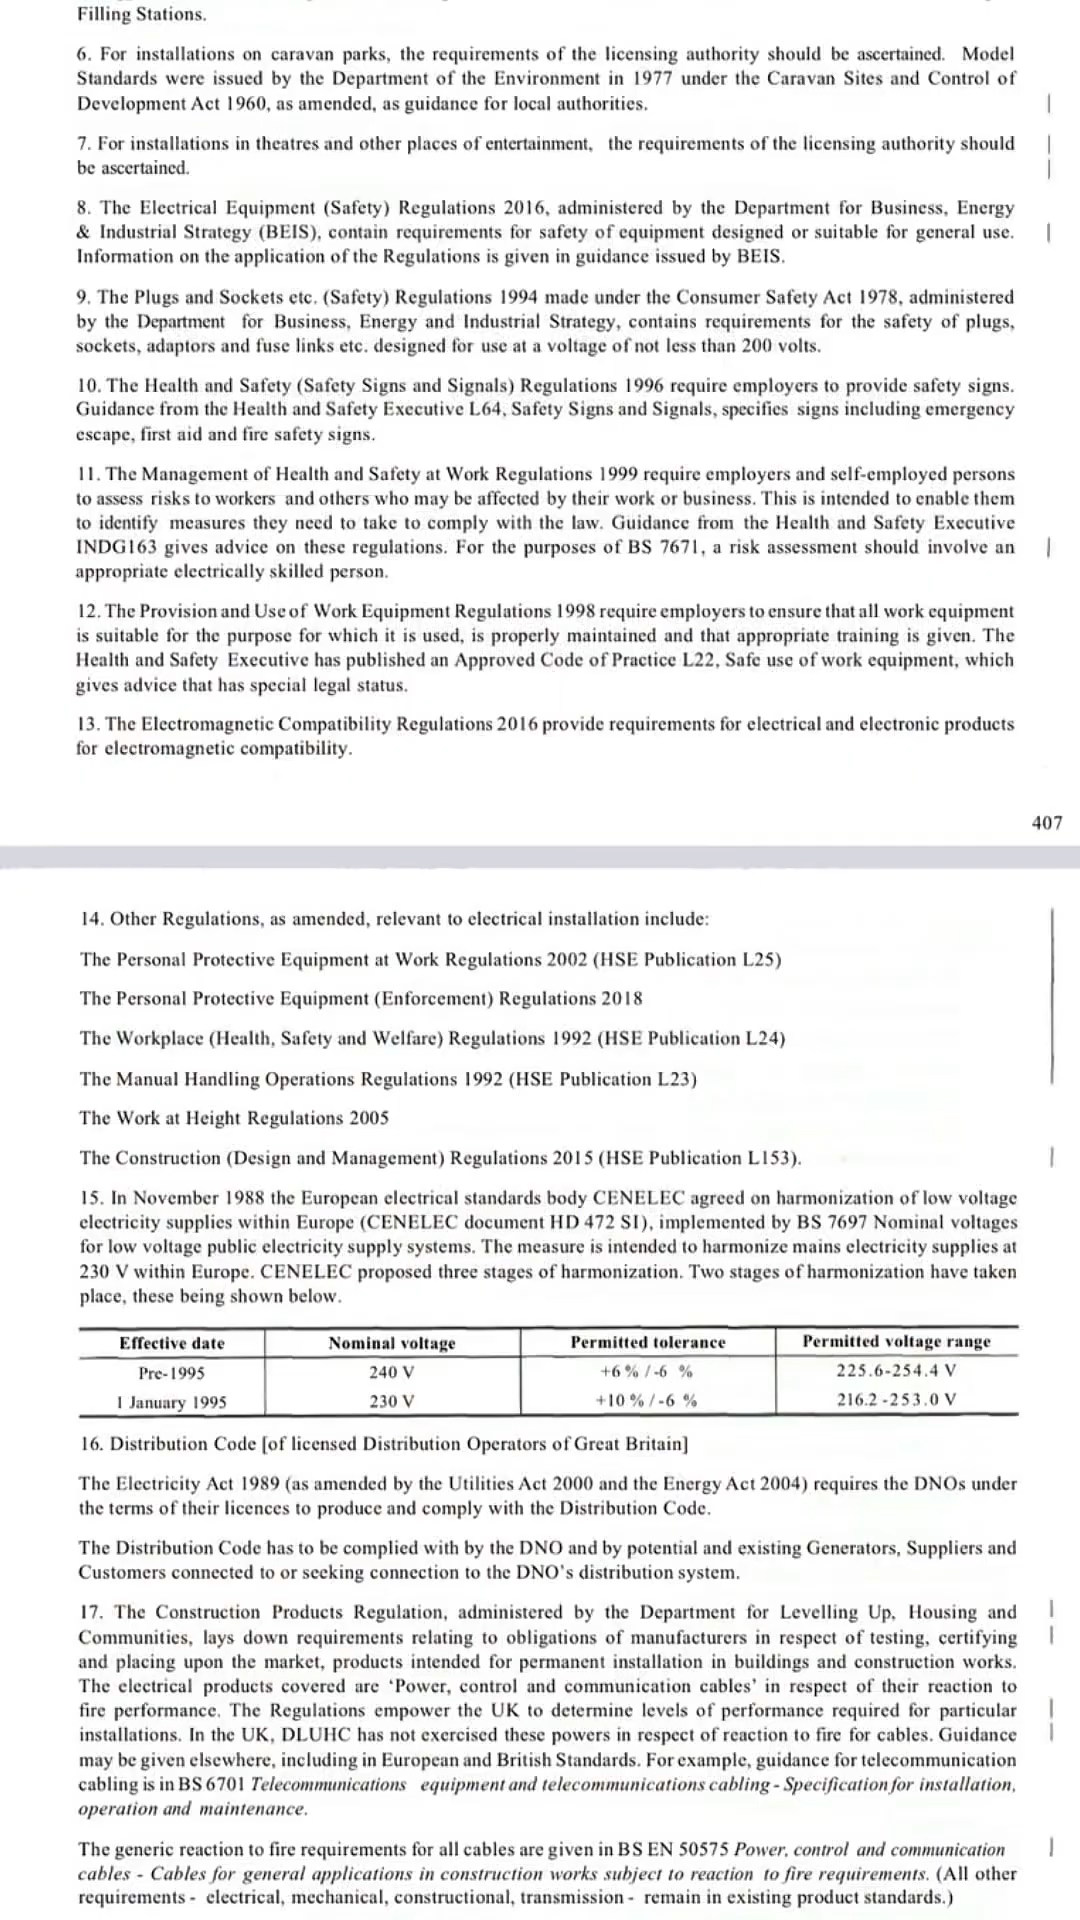 Filling Stations.
6. For installations on caravan parks, the requirements of the licensing authority should be ascertained. Model
Standards were issued by the Department of the Environment in 1977 under the Caravan Sites and Control of
Development Act 1960, as amended, as guidance for local authorities.
7. For installations in theatres and other places of entertainment, the requirements of the licensing authority should
be ascertained.
8. The Electrical Equipment (Safety) Regulations 2016, administered by the Department for Business, Energy
& Industrial Strategy (BEIS), contain requirements for safety of equipment designed or suitable for general use.
Information on the application of the Regulations is given in guidance issued by BEIS.
9. The Plugs and Sockets etc. (Safety) Regulations 1994 made under the Consumer Safety Act 1978, administered
by the Department for Business, Energy and Industrial Strategy, contains requirements for the safety of plugs,
sockets, adaptors and fuse links etc. designed for use at a voltage of not less than 200 volts.
10. The Health and Safety (Safety Signs and Signals) Regulations 1996 require employers to provide safety signs.
Guidance from the Health and Safety Executive L64, Safety Signs and Signals, specifies signs including emergency
escape, first aid and fire safety signs.
11. The Management of Health and Safety at Work Regulations 1999 require employers and self-employed persons
to assess risks to workers and others who may be affected by their work or business. This is intended to enable them
to identify measures they need to take to comply with the law. Guidance from the Health and Safety Executive
INDG163 gives advice on these regulations. For the purposes of BS 7671, a risk assessment should involve an
appropriate electrically skilled person.
12. The Provision and Use of Work Equipment Regulations 1998 require employers to ensure that all work equipment
is suitable for the purpose for which it is used, is properly maintained and that appropriate training is given. The
Health and Safety Executive has published an Approved Code of Practice L22, Safe use of work equipment, which
gives advice that has special legal status.
13. The Electromagnetic Compatibility Regulations 2016 provide requirements for electrical and electronic products
for electromagnetic compatibility.
407
14. Other Regulations, as amended, relevant to electrical installation include:
The Personal Protective Equipment at Work Regulations 2002 (HSE Publication L25)
The Personal Protective Equipment (Enforcement) Regulations 2018
The Workplace (Health, Safety and Welfare) Regulations 1992 (HSE Publication L24)
The Manual Handling Operations Regulations 1992 (HSE Publication L23)
The Work at Height Regulations 2005
The Construction (Design and Management) Regulations 2015 (HSE Publication L153).
15. In November 1988 the European electrical standards body CENELEC agreed on harmonization of low voltage
electricity supplies within Europe (CENELEC document HD 472 S1), implemented by BS 7697 Nominal voltages
for low voltage public electricity supply systems. The measure is intended to harmonize mains electricity supplies at
230 V within Europe. CENELEC proposed three stages of harmonization. Two stages of harmonization have taken
place, these being shown below.
Effective date Nominal voltage Permitted tolerance Permitted voltage range
Pre-1995 240 V +6 % / -6 % 225.6-254.4 V
1 January 1995 230 V +10 % / -6 % 216.2 -253.0 V
16. Distribution Code [of licensed Distribution Operators of Great Britain]
The Electricity Act 1989 (as amended by the Utilities Act 2000 and the Energy Act 2004) requires the DNOs under
the terms of their licences to produce and comply with the Distribution Code.
The Distribution Code has to be complied with by the DNO and by potential and existing Generators, Suppliers and
Customers connected to or seeking connection to the DNO's distribution system.
17. The Construction Products Regulation, administered by the Department for Levelling Up, Housing and
Communities, lays down requirements relating to obligations of manufacturers in respect of testing, certifying
and placing upon the market, products intended for permanent installation in buildings and construction works.
The electrical products covered are 'Power, control and communication cables' in respect of their reaction to
fire performance. The Regulations empower the UK to determine levels of performance required for particular
installations. In the UK, DLUHC has not exercised these powers in respect of reaction to fire for cables. Guidance
may be given elsewhere, including in European and British Standards. For example, guidance for telecommunication
cabling is in BS 6701 Telecommunications equipment and telecommunications cabling - Specification for installation,
operation and maintenance.
The generic reaction to fire requirements for all cables are given in BS EN 50575 Power, control and communication
cables - Cables for general applications in construction works subject to reaction to fire requirements. (All other
requirements - electrical, mechanical, constructional, transmission - remain in existing product standards.)